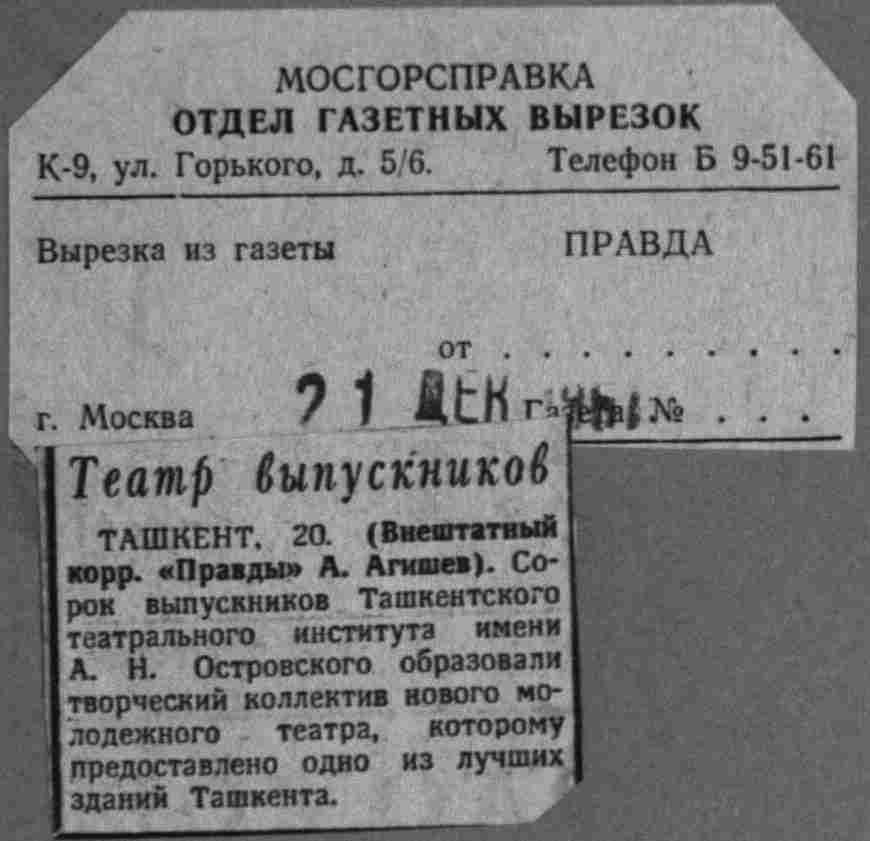 МОСГОРСПРАВКА
ОТДЕЛ ГАЗЕТНЫХ ВЫРЕЗОК
К-9, ул. Горького, д. 5/6. Телефон Б 9-51-61
Вырезка из газеты ПРАВДА
от . . . . . . . . . .
21 ДЕК
г. Москва Газета № . . .
Театр выпускников
ТАШКЕНТ, 20. (Внештатный
корр. «Правды» А. Агишев). Со-
рок выпускников Ташкентского
театрального института имени
А. Н. Островского образовали
творческий коллектив нового мо-
лодежного театра, которому
предоставлено одно из лучших
зданий Ташкента.